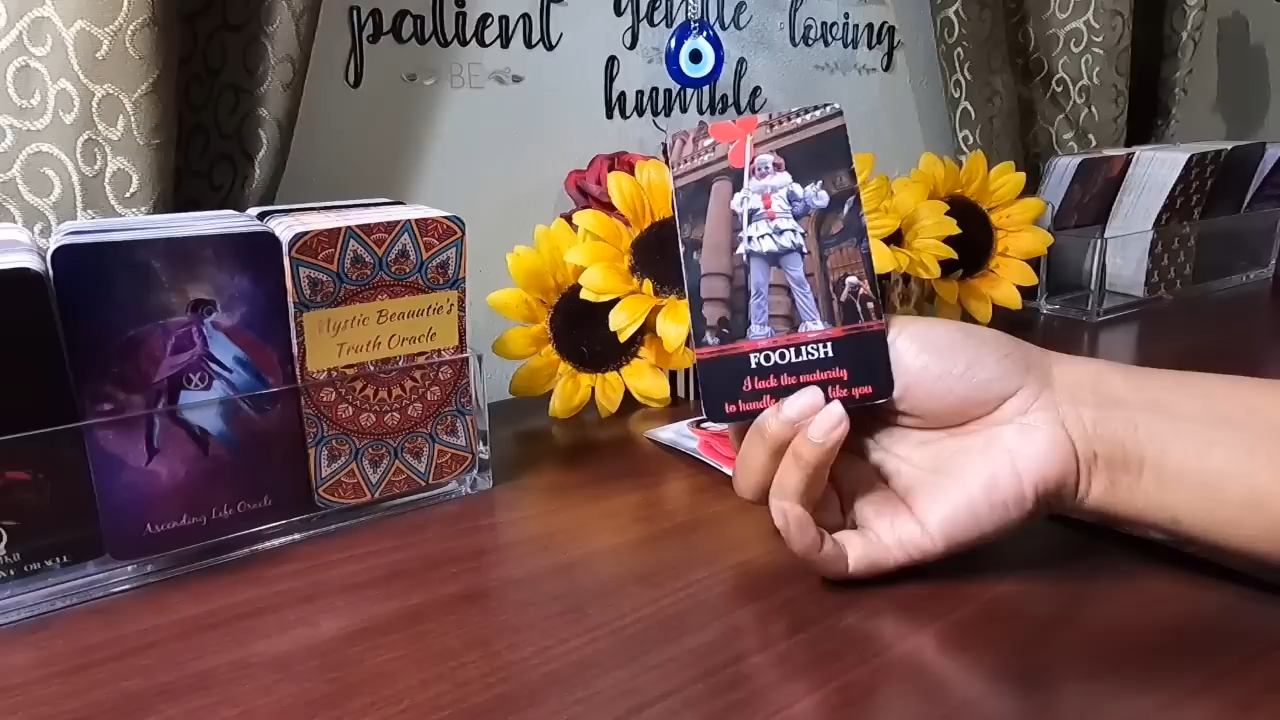 patient
BE
gentle
humble
loving
Mystic Beauutie's
Truth Oracle
Ascending Life Oracle
ORACLE
FOOLISH
I lack the maturity
to handle like you